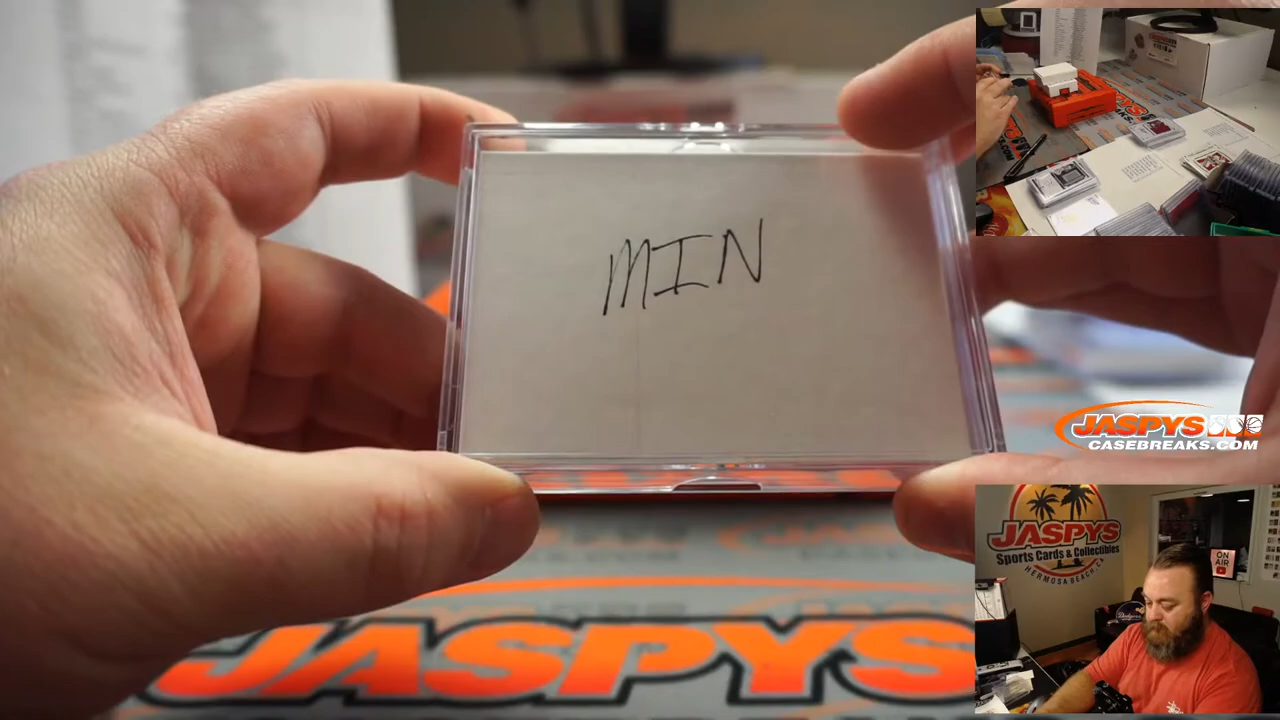 MIN
JASPYS
CASEBREAKS.COM
JASPYS
Sports Cards & Collectibles
HERMOSA BEACH, CA
ON
AIR
JASPYS